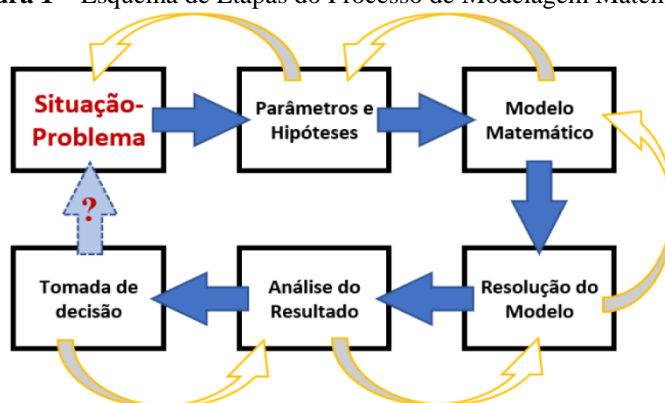 1 – Esquema de Etapas do Processo de Modelagem
Situação-
Problema
Parâmetros e
Hipóteses
Modelo
Matemático
?
Tomada de
decisão
Análise do
Resultado
Resolução do
Modelo